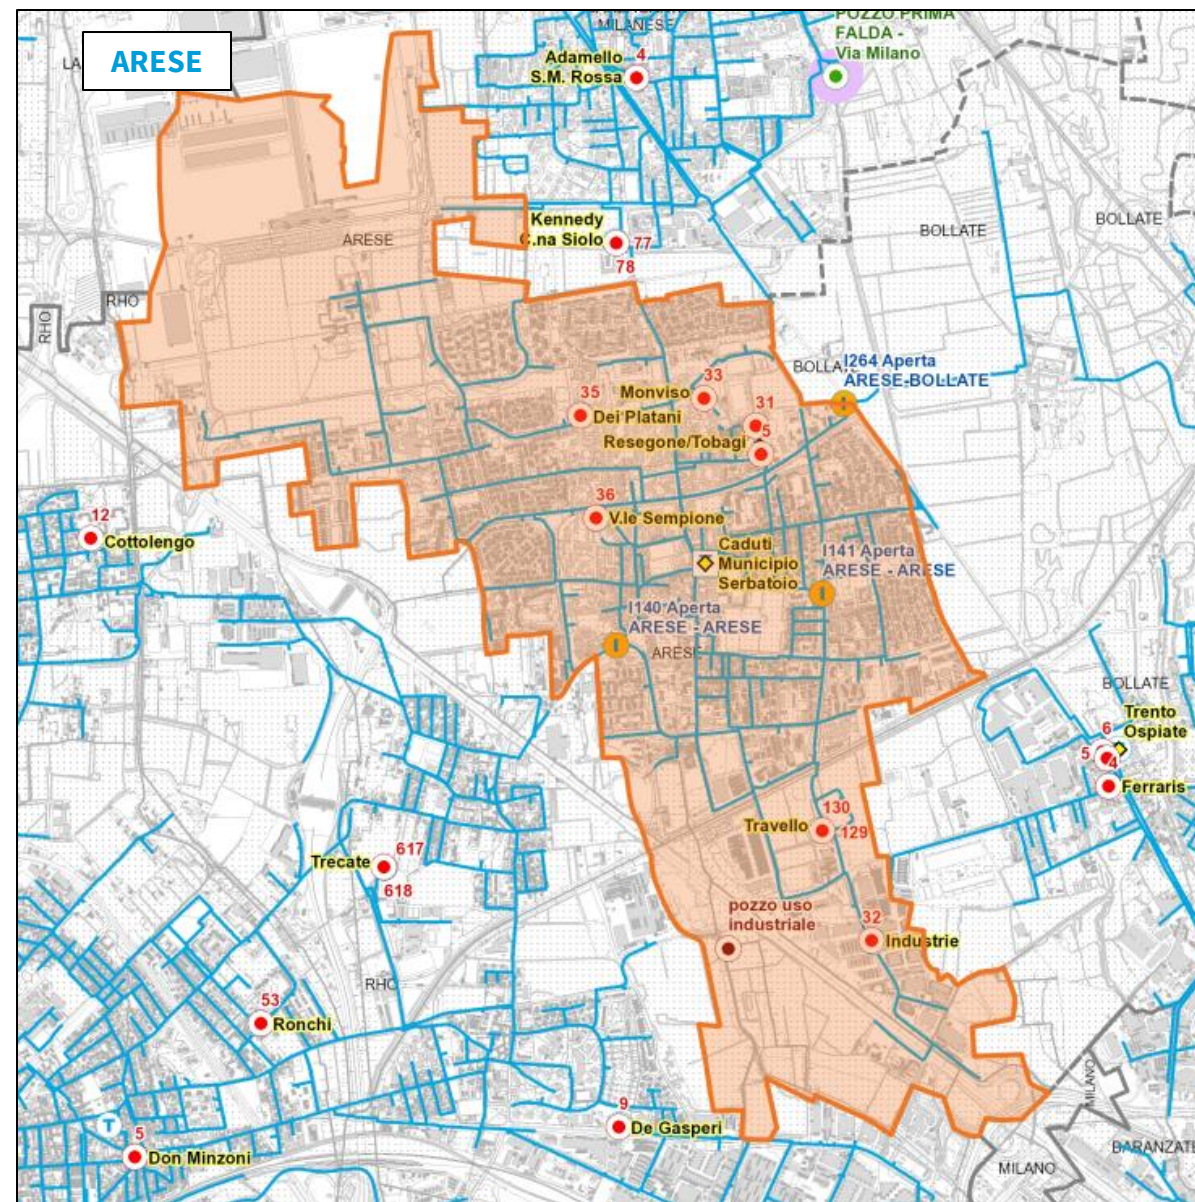 ARESE
LA
MILANESE
Adamello
S.M. Rossa
4
POZZO PRIMA
FALDA -
Via Milano
ARESE
Kennedy
C.na Siolo
77
78
BOLLATE
BOLLATE
RHO
RHO
BOLLATE
I264 Aperta
ARESE-BOLLATE
Monviso
33
35
Dei Platani
31
Resegone/Tobagi
5
36
V.le Sempione
12
Cottolengo
Caduti
Municipio
Serbatoio
I141 Aperta
ARESE - ARESE
I140 Aperta
ARESE - ARESE
ARESE
BOLLATE
Trento
Ospiate
6
5
4
Ferraris
130
Travello
129
617
Trecate
618
pozzo uso
industriale
32
Industrie
RHO
53
Ronchi
T
5
Don Minzoni
9
De Gasperi
MILANO
MILANO
BARANZATE